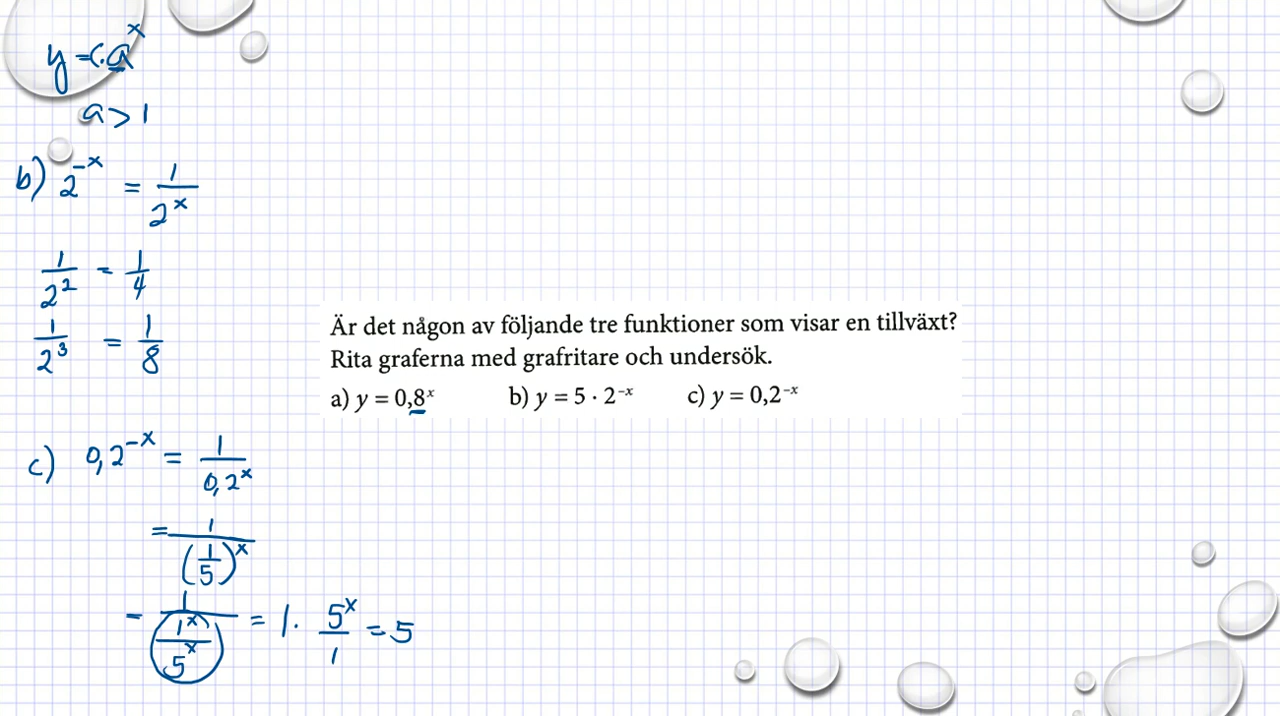 y = C·a^x
a > 1
b) 2^-x = 1/2^x
1/2^2 = 1/4
1/2^3 = 1/8
Är det någon av följande tre funktioner som visar en tillväxt?
Rita graferna med grafritare och undersök.
a) y = 0,8^x b) y = 5 · 2^-x c) y = 0,2^-x
c) 0,2^-x = 1/0,2^x
= 1/(1/5)^x
= 1/(1^x/5^x) = 1 · 5^x/1 = 5